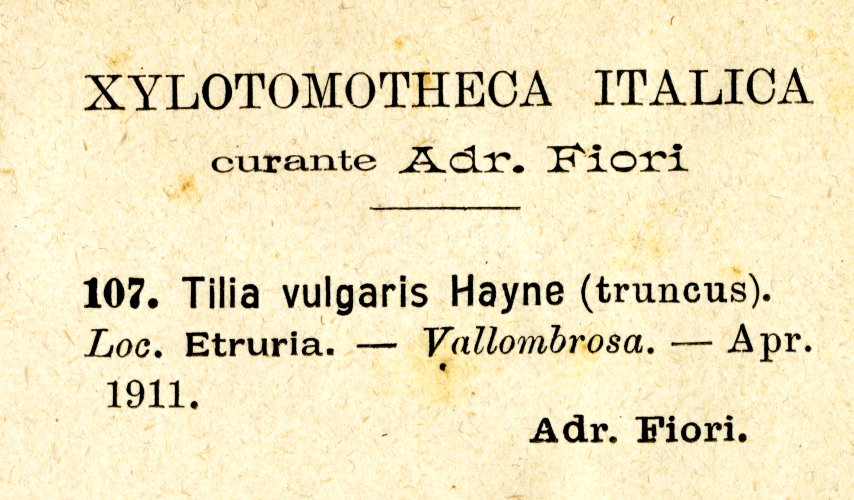 XYLOTOMOTHECA ITALICA
curante Adr. Fiori
107. Tilia vulgaris Hayne (truncus).
Loc. Etruria. — Vallombrosa. — Apr.
1911.
Adr. Fiori.